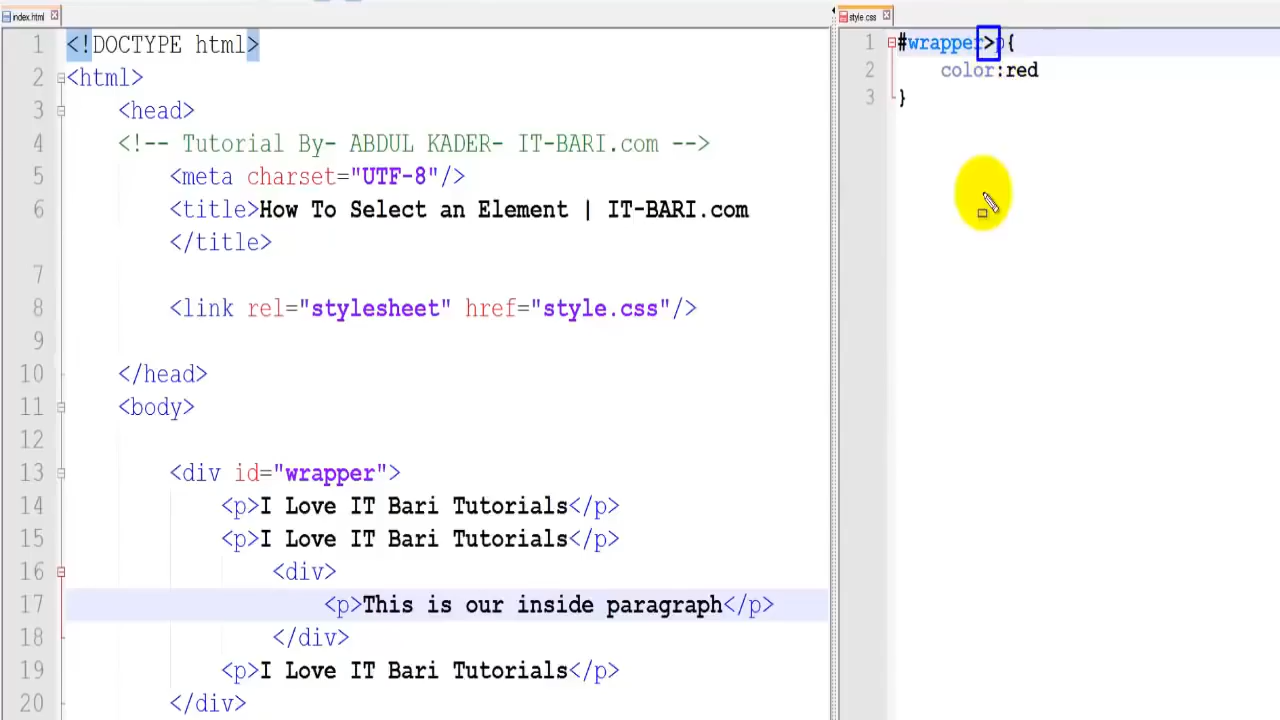 index.html
style.css
1 <!DOCTYPE html>
2 <html>
3 <head>
4 <!-- Tutorial By- ABDUL KADER- IT-BARI.com -->
5 <meta charset="UTF-8"/>
6 <title>How To Select an Element | IT-BARI.com
</title>
7
8 <link rel="stylesheet" href="style.css"/>
9
10 </head>
11 <body>
12
13 <div id="wrapper">
14 <p>I Love IT Bari Tutorials</p>
15 <p>I Love IT Bari Tutorials</p>
16 <div>
17 <p>This is our inside paragraph</p>
18 </div>
19 <p>I Love IT Bari Tutorials</p>
20 </div>
1 #wrapper>p{
2 color:red
3 }